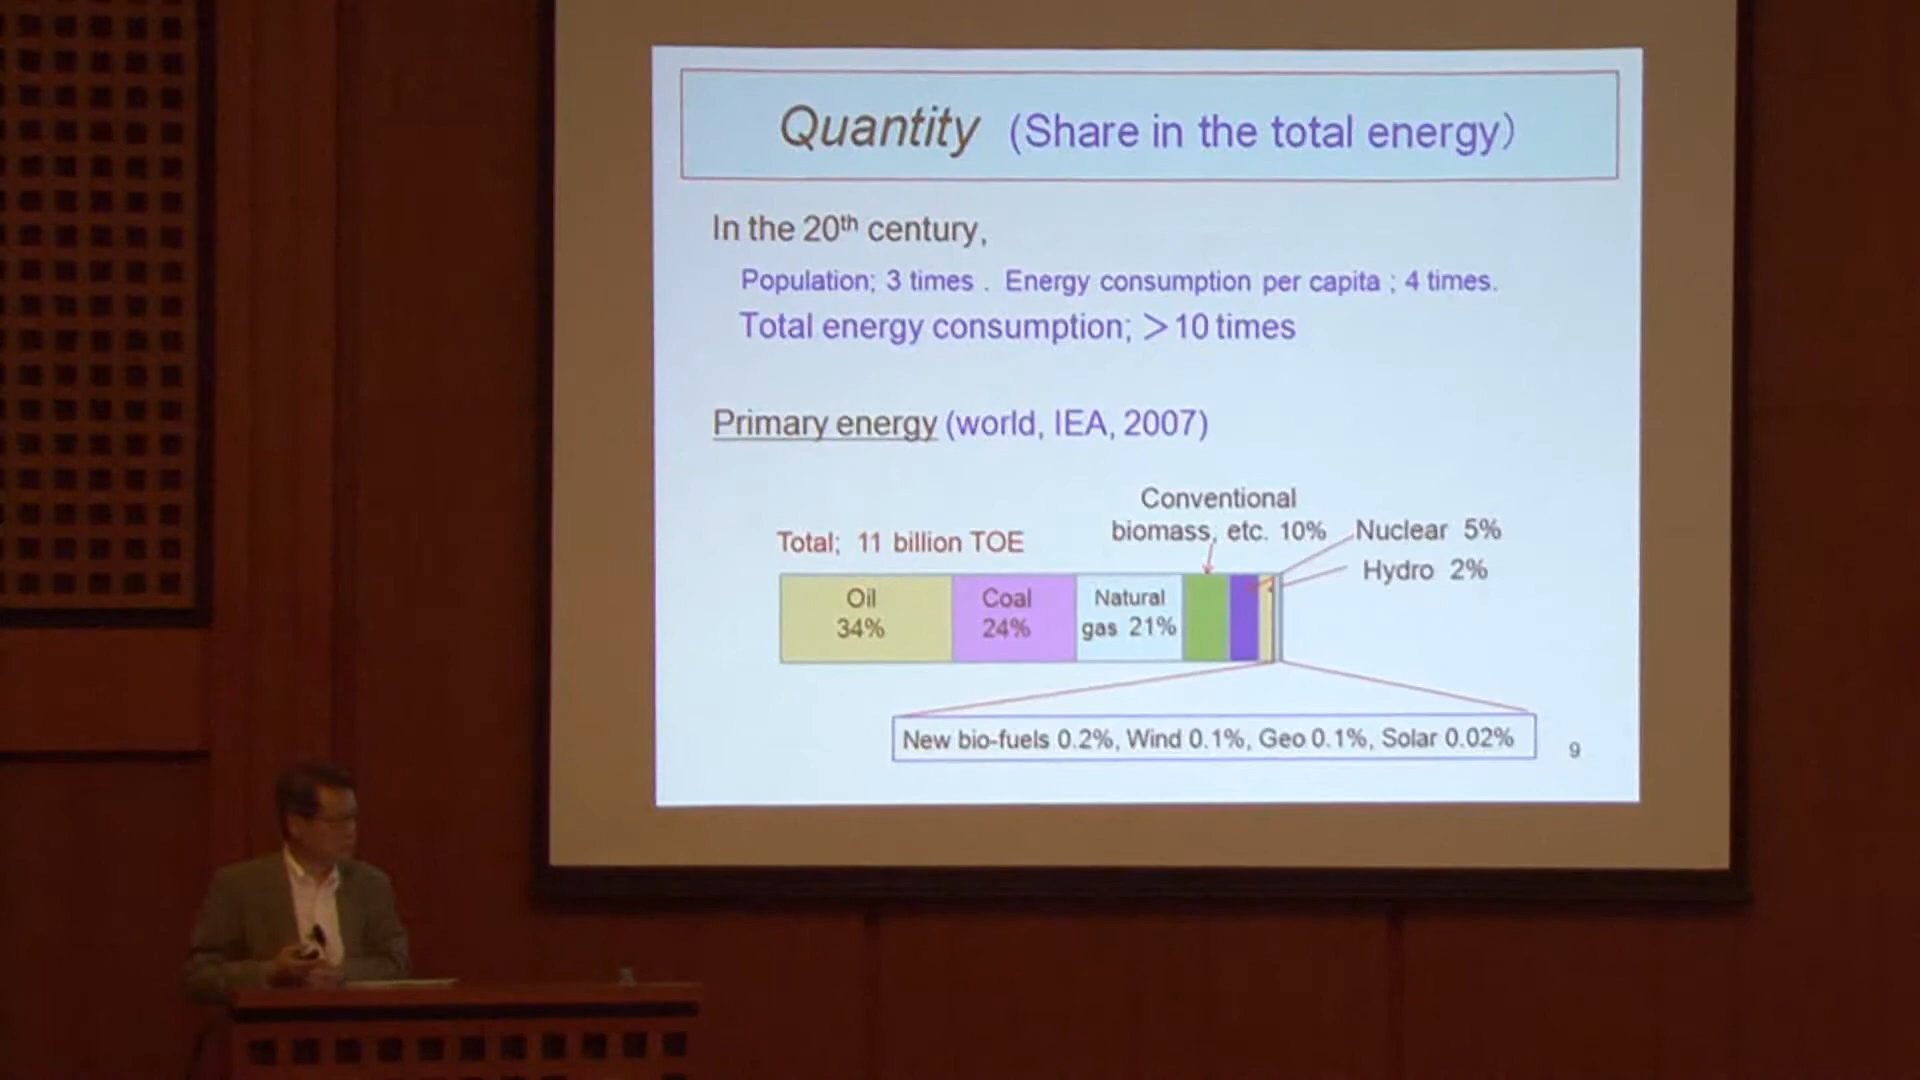 Quantity (Share in the total energy)
In the 20th century,
Population; 3 times . Energy consumption per capita ; 4 times.
Total energy consumption; ＞10 times
Primary energy (world, IEA, 2007)
Conventional
biomass, etc. 10%
Nuclear 5%
Total; 11 billion TOE
Hydro 2%
Oil
34%
Coal
24%
Natural
gas 21%
New bio-fuels 0.2%, Wind 0.1%, Geo 0.1%, Solar 0.02%
9